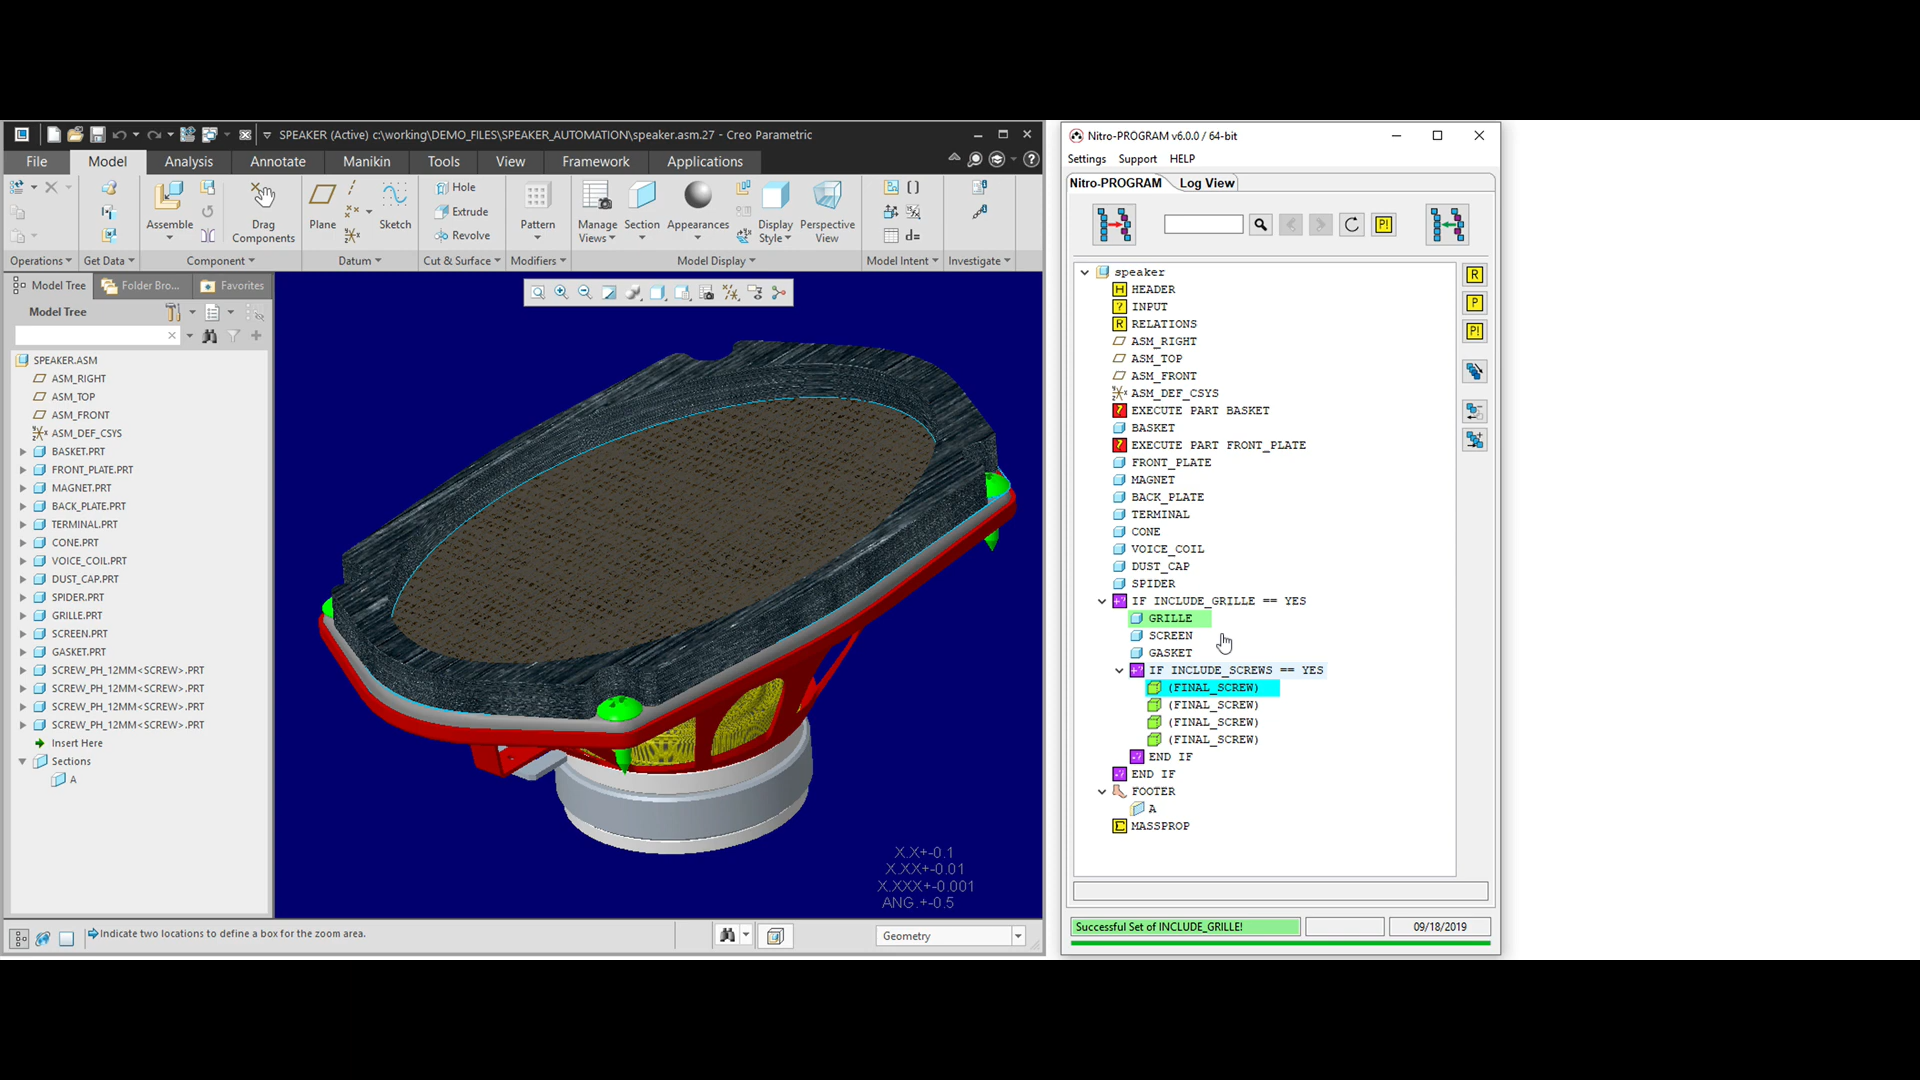 SPEAKER (Active) c:\working\DEMO_FILES\SPEAKER_AUTOMATION\speaker.asm.27 - Creo Parametric
File Model Analysis Annotate Manikin Tools View Framework Applications
Hole
Extrude
Revolve
Assemble
Drag Components
Plane
Sketch
Pattern
Manage Views
Section
Appearances
Display Style
Perspective View
Operations Get Data Component Datum Cut & Surface Modifiers Model Display Model Intent Investigate
Model Tree Folder Bro... Favorites
Model Tree
SPEAKER.ASM
ASM_RIGHT
ASM_TOP
ASM_FRONT
ASM_DEF_CSYS
BASKET.PRT
FRONT_PLATE.PRT
MAGNET.PRT
BACK_PLATE.PRT
TERMINAL.PRT
CONE.PRT
VOICE_COIL.PRT
DUST_CAP.PRT
SPIDER.PRT
GRILLE.PRT
SCREEN.PRT
GASKET.PRT
SCREW_PH_12MM<SCREW>.PRT
SCREW_PH_12MM<SCREW>.PRT
SCREW_PH_12MM<SCREW>.PRT
SCREW_PH_12MM<SCREW>.PRT
Insert Here
Sections
A
X.X+-0.1
X.XX+-0.01
X.XXX+-0.001
ANG.+-0.5
Indicate two locations to define a box for the zoom area.
Geometry
Nitro-PROGRAM v6.0.0 / 64-bit
Settings Support HELP
Nitro-PROGRAM Log View
P!
R
P
P!
speaker
H HEADER
? INPUT
R RELATIONS
ASM_RIGHT
ASM_TOP
ASM_FRONT
ASM_DEF_CSYS
EXECUTE PART BASKET
BASKET
EXECUTE PART FRONT_PLATE
FRONT_PLATE
MAGNET
BACK_PLATE
TERMINAL
CONE
VOICE_COIL
DUST_CAP
SPIDER
IF INCLUDE_GRILLE == YES
GRILLE
SCREEN
GASKET
IF INCLUDE_SCREWS == YES
(FINAL_SCREW)
(FINAL_SCREW)
(FINAL_SCREW)
(FINAL_SCREW)
END IF
END IF
FOOTER
A
Σ MASSPROP
Successful Set of INCLUDE_GRILLE!
09/18/2019